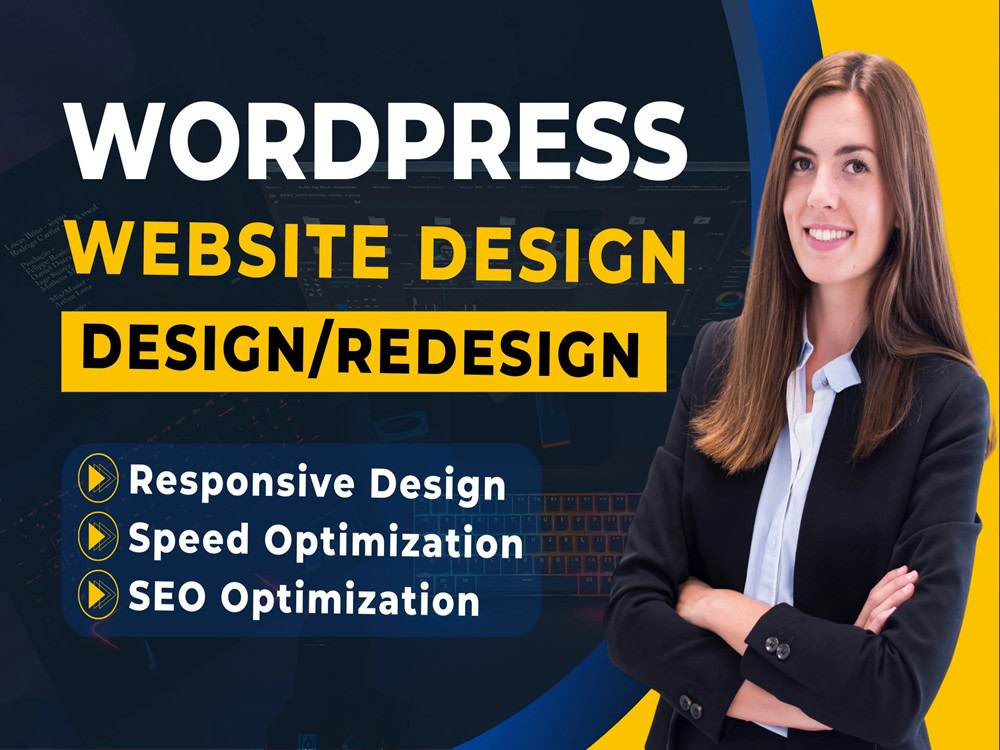 WORDPRESS
WEBSITE DESIGN
DESIGN/REDESIGN
Responsive Design
Speed Optimization
SEO Optimization